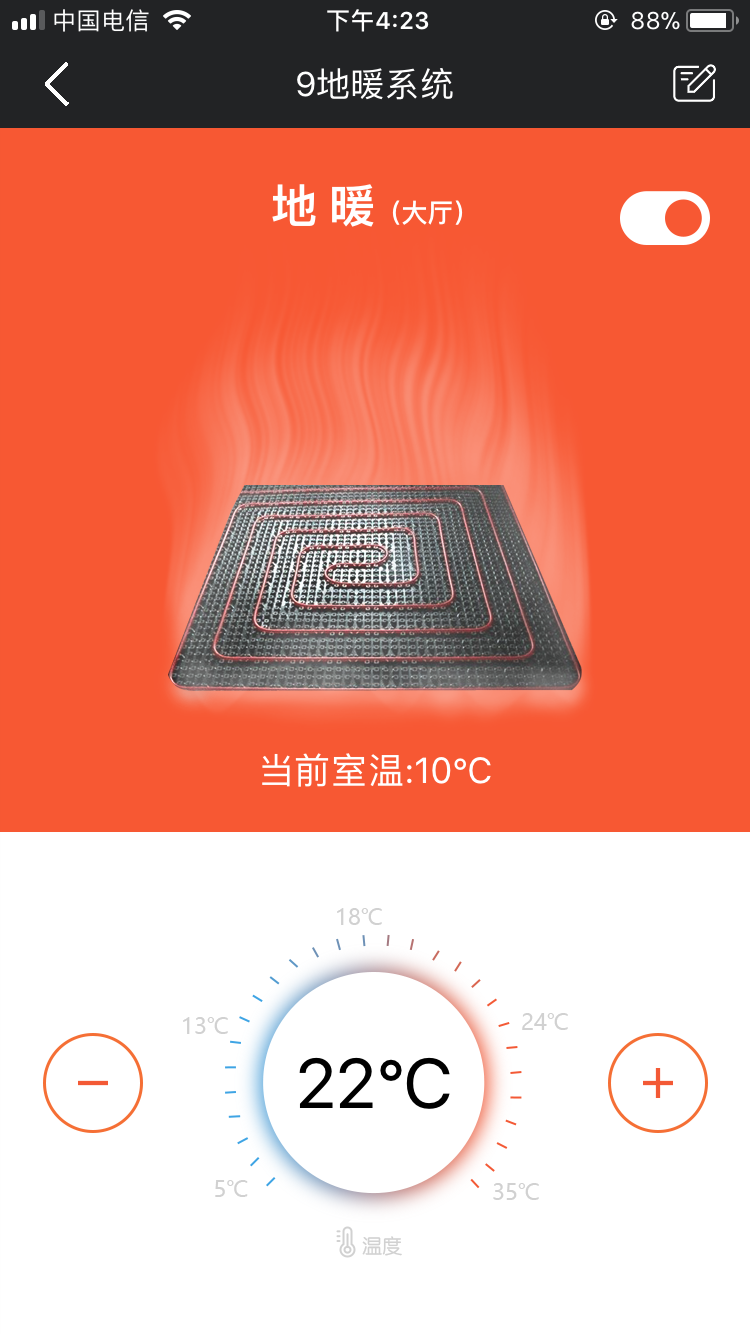 中国电信 下午4:23 88%
9地暖系统
地暖 (大厅)
当前室温:10℃
18℃
13℃ 24℃
22℃
5℃ 35℃
温度